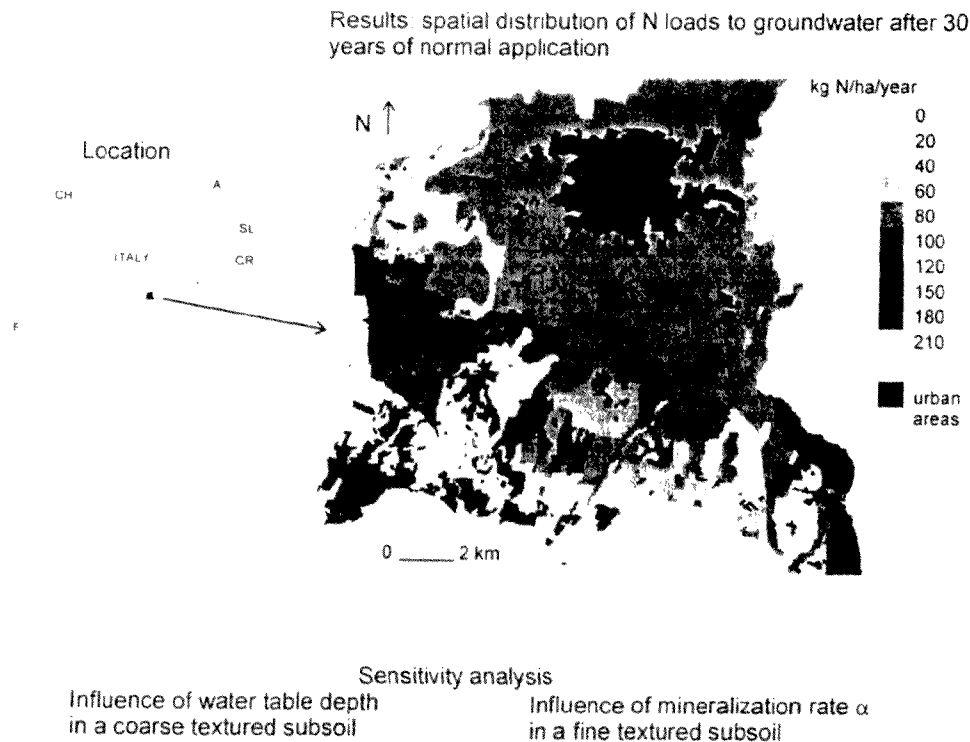 Results: spatial distribution of N loads to groundwater after 30
years of normal application
kg N/ha/year
N
0
20
40
60
80
100
120
150
180
210
urban
areas
Location
CH
A
SL
ITALY
CR
F
0 2 km
Sensitivity analysis
Influence of water table depth
in a coarse textured subsoil
Influence of mineralization rate α
in a fine textured subsoil